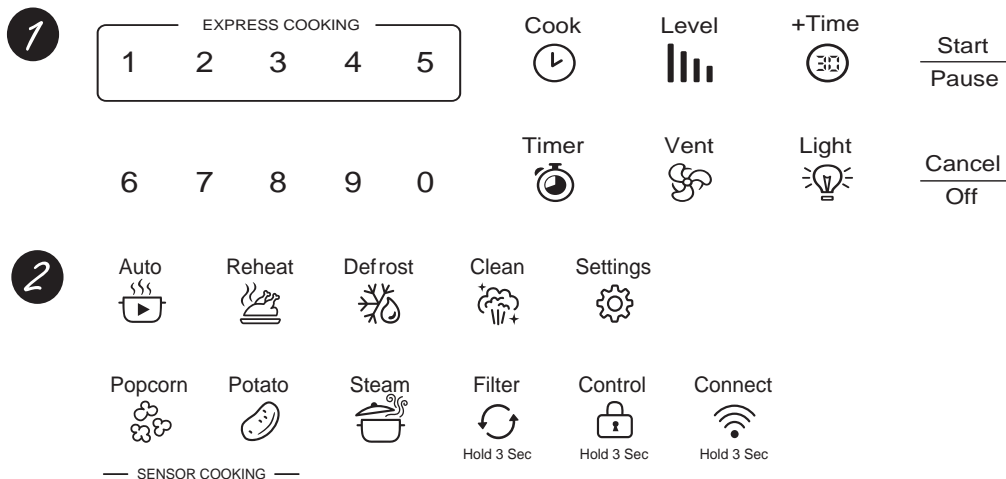 1
EXPRESS COOKING
1 2 3 4 5
Cook Level +Time
30
Start
Pause
6 7 8 9 0
Timer Vent Light
Cancel
Off
2
Auto Reheat Defrost Clean Settings
Popcorn Potato Steam Filter Control Connect
Hold 3 Sec Hold 3 Sec Hold 3 Sec
SENSOR COOKING